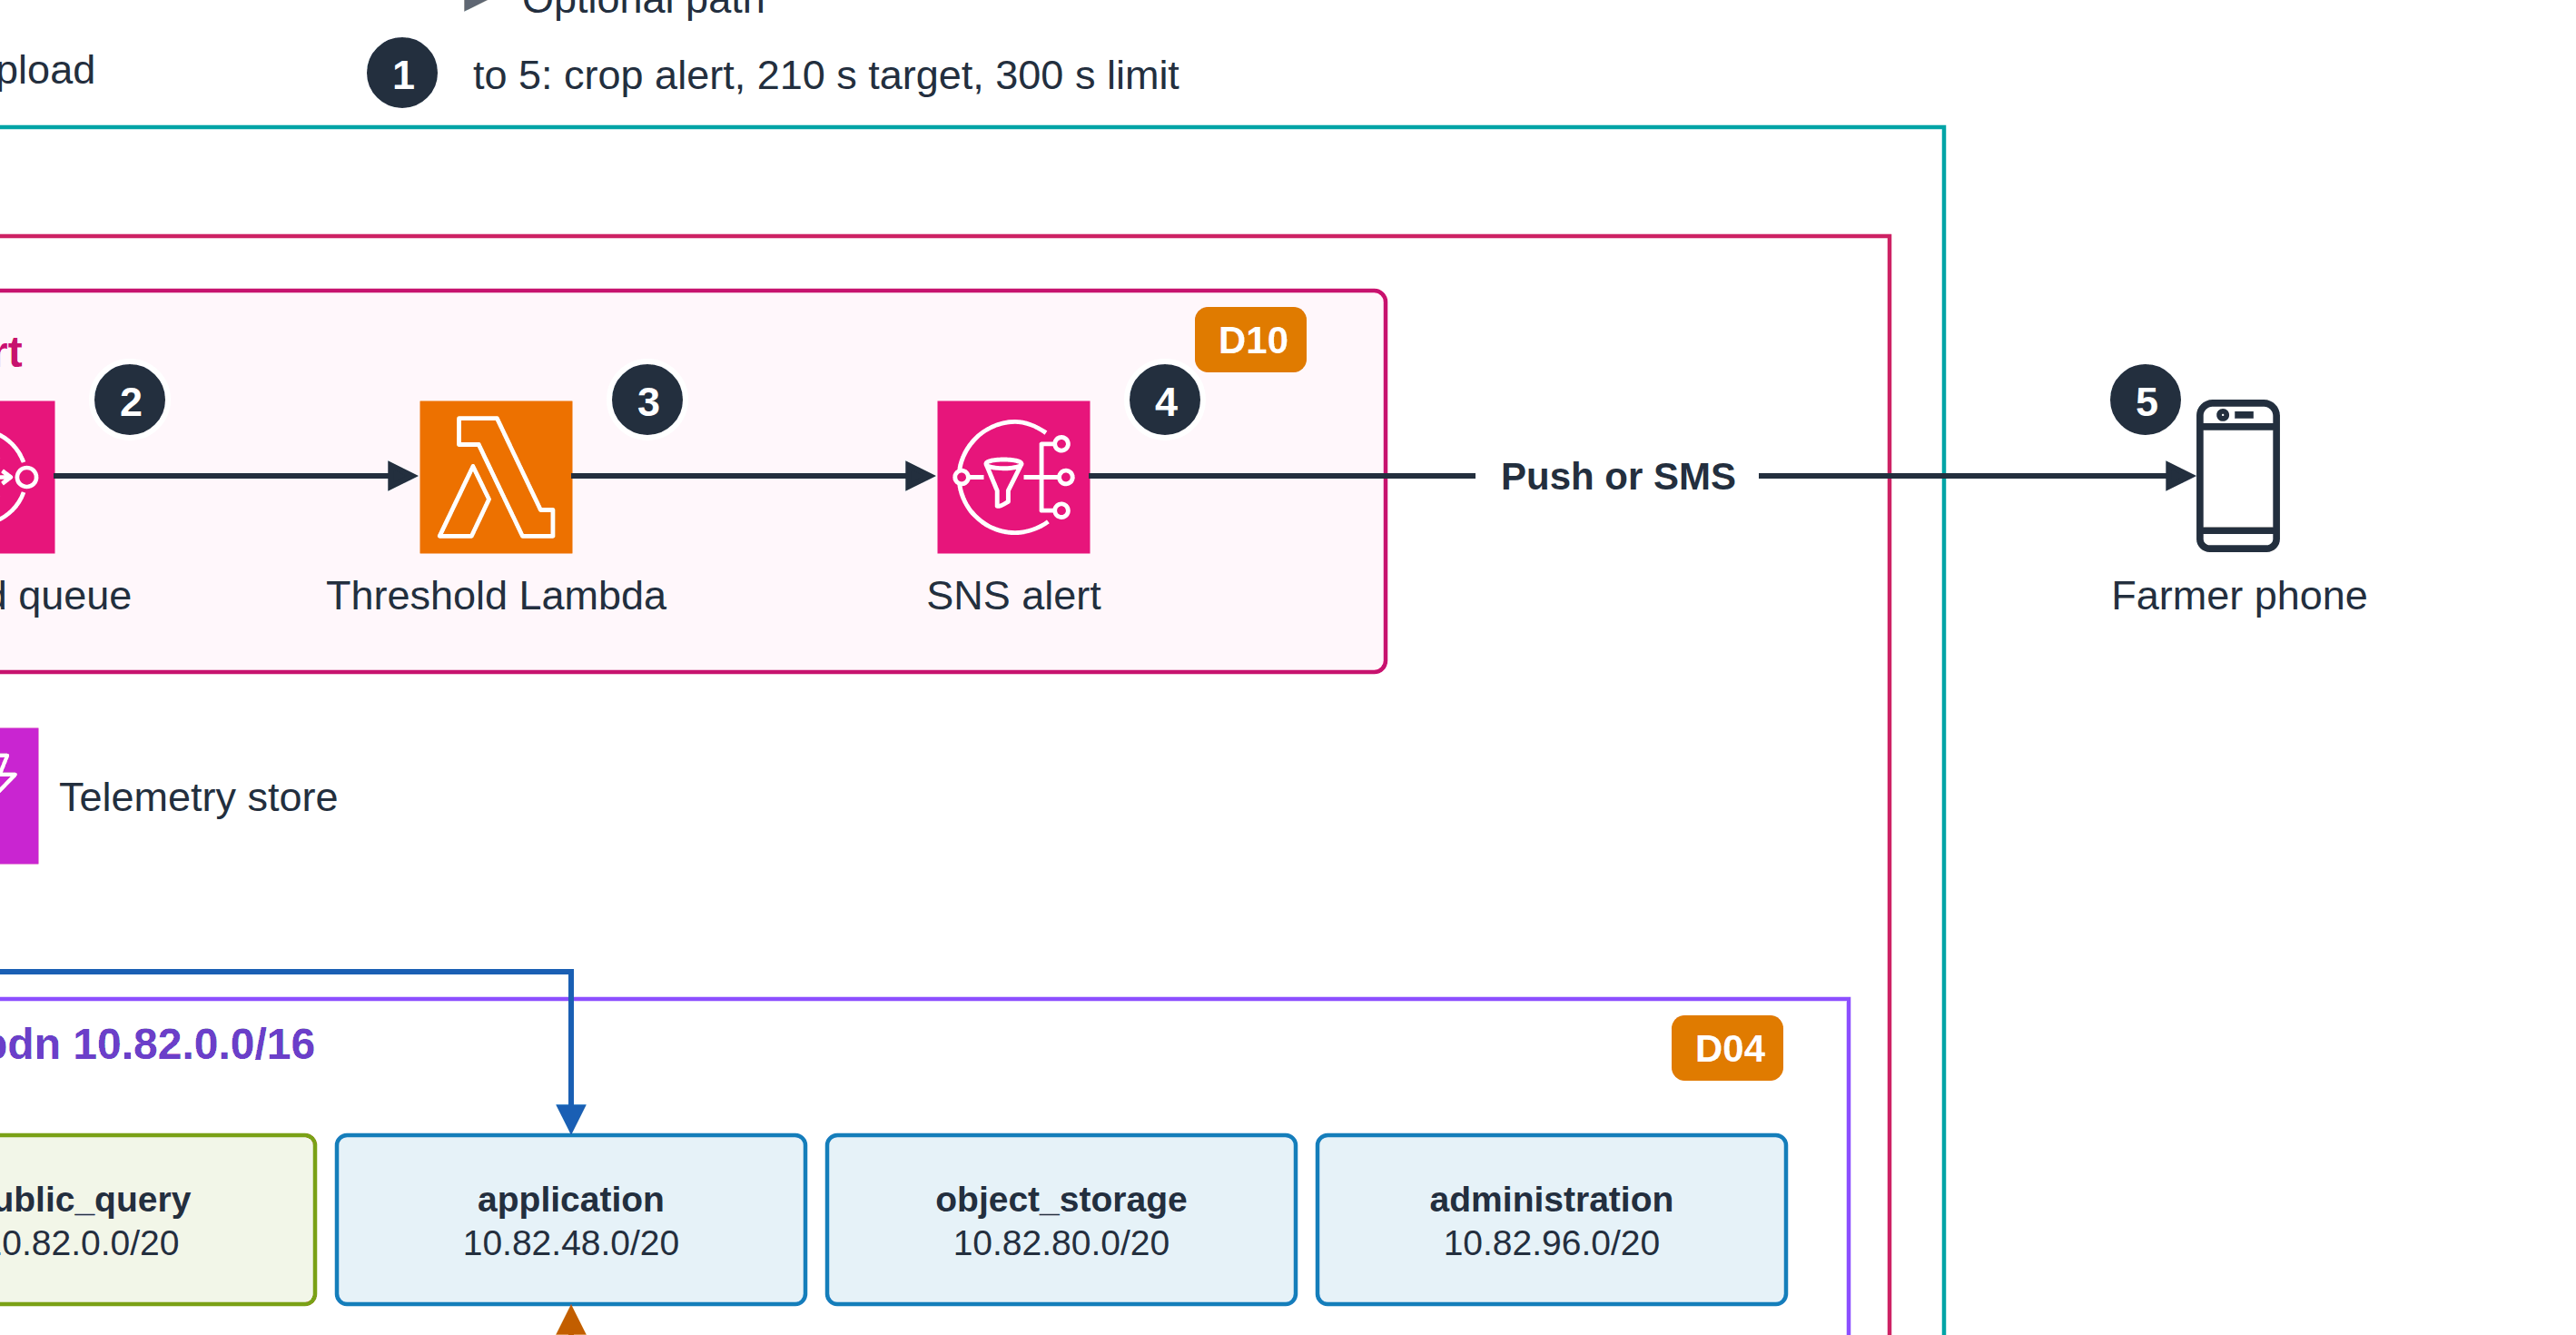 Optional path
pload
1 to 5: crop alert, 210 s target, 300 s limit
D10
rt
2
3
4
5
Push or SMS
d queue
Threshold Lambda
SNS alert
Farmer phone
Telemetry store
pdn 10.82.0.0/16
D04
ublic_query
0.82.0.0/20
application
10.82.48.0/20
object_storage
10.82.80.0/20
administration
10.82.96.0/20